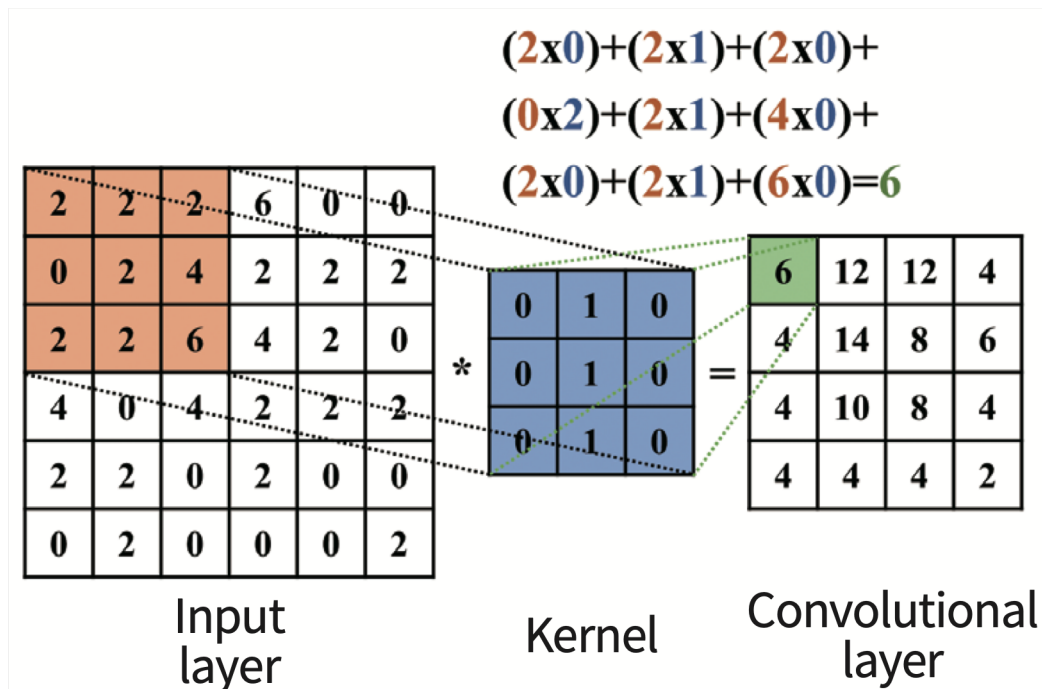 (2x0)+(2x1)+(2x0)+
(0x2)+(2x1)+(4x0)+
(2x0)+(2x1)+(6x0)=6
2 2 2 6 0 0
0 2 4 2 2 2
2 2 6 4 2 0
4 0 4 2 2 2
2 2 0 2 0 0
0 2 0 0 0 2
*
0 1 0
0 1 0
0 1 0
=
6 12 12 4
4 14 8 6
4 10 8 4
4 4 4 2
Input
layer
Kernel
Convolutional
layer